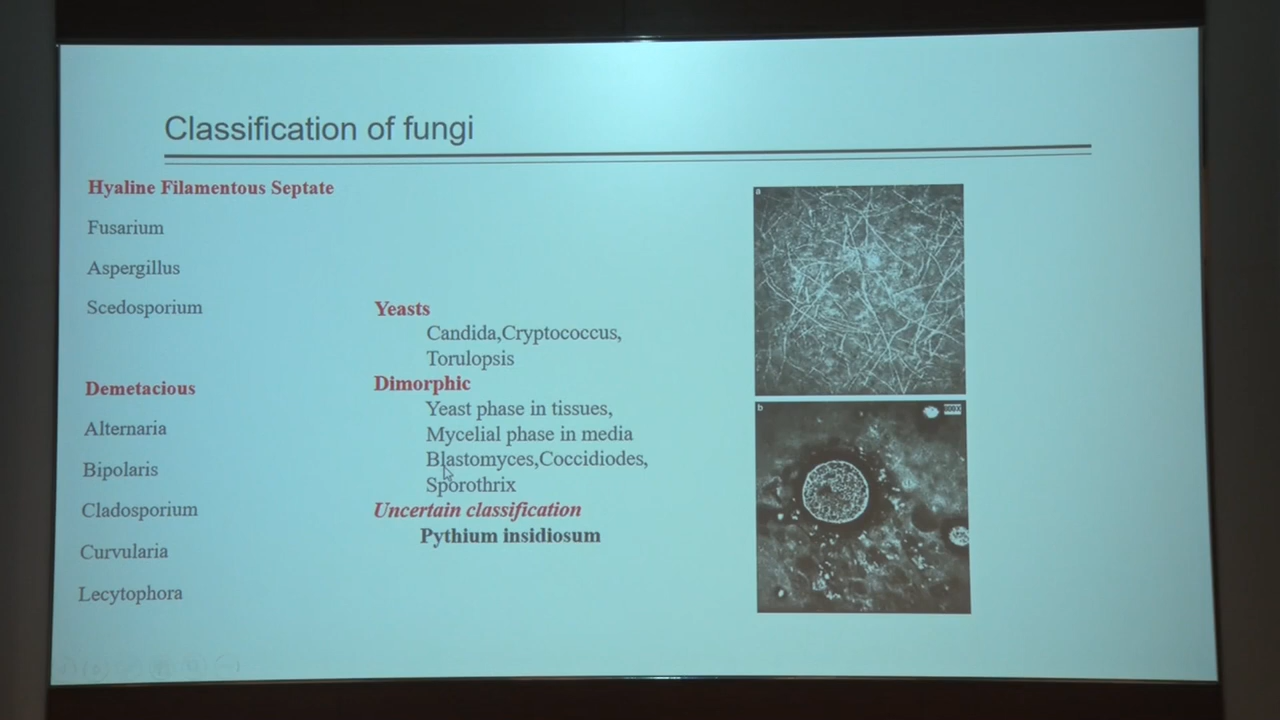 Classification of fungi
Hyaline Filamentous Septate
Fusarium
Aspergillus
Scedosporium
Demetacious
Alternaria
Bipolaris
Cladosporium
Curvularia
Lecytophora
Yeasts
Candida,Cryptococcus,
Torulopsis
Dimorphic
Yeast phase in tissues,
Mycelial phase in media
Blastomyces,Coccidiodes,
Sporothrix
Uncertain classification
Pythium insidiosum
a
b